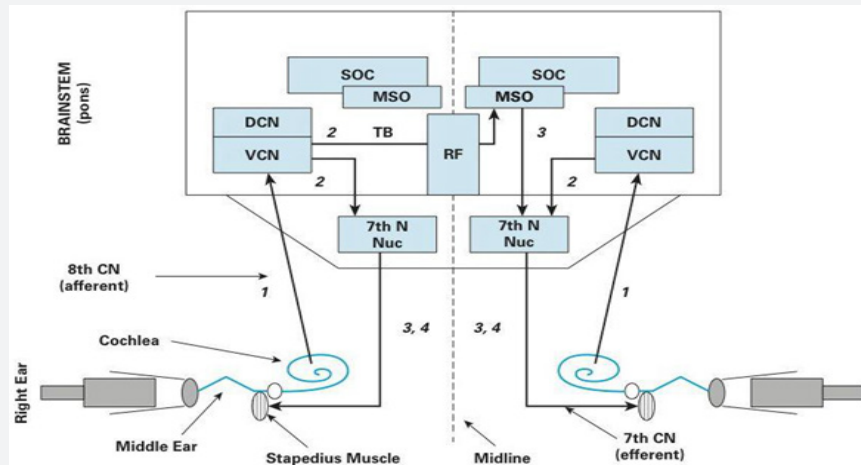 BRAINSTEM
(pons)
SOC
MSO
SOC
MSO
DCN
VCN
2
TB
2
RF
3
DCN
VCN
2
7th N
Nuc
7th N
Nuc
8th CN
(afferent)
1
1
3, 4
3, 4
Cochlea
Right Ear
Middle Ear
Stapedius Muscle
Midline
7th CN
(efferent)